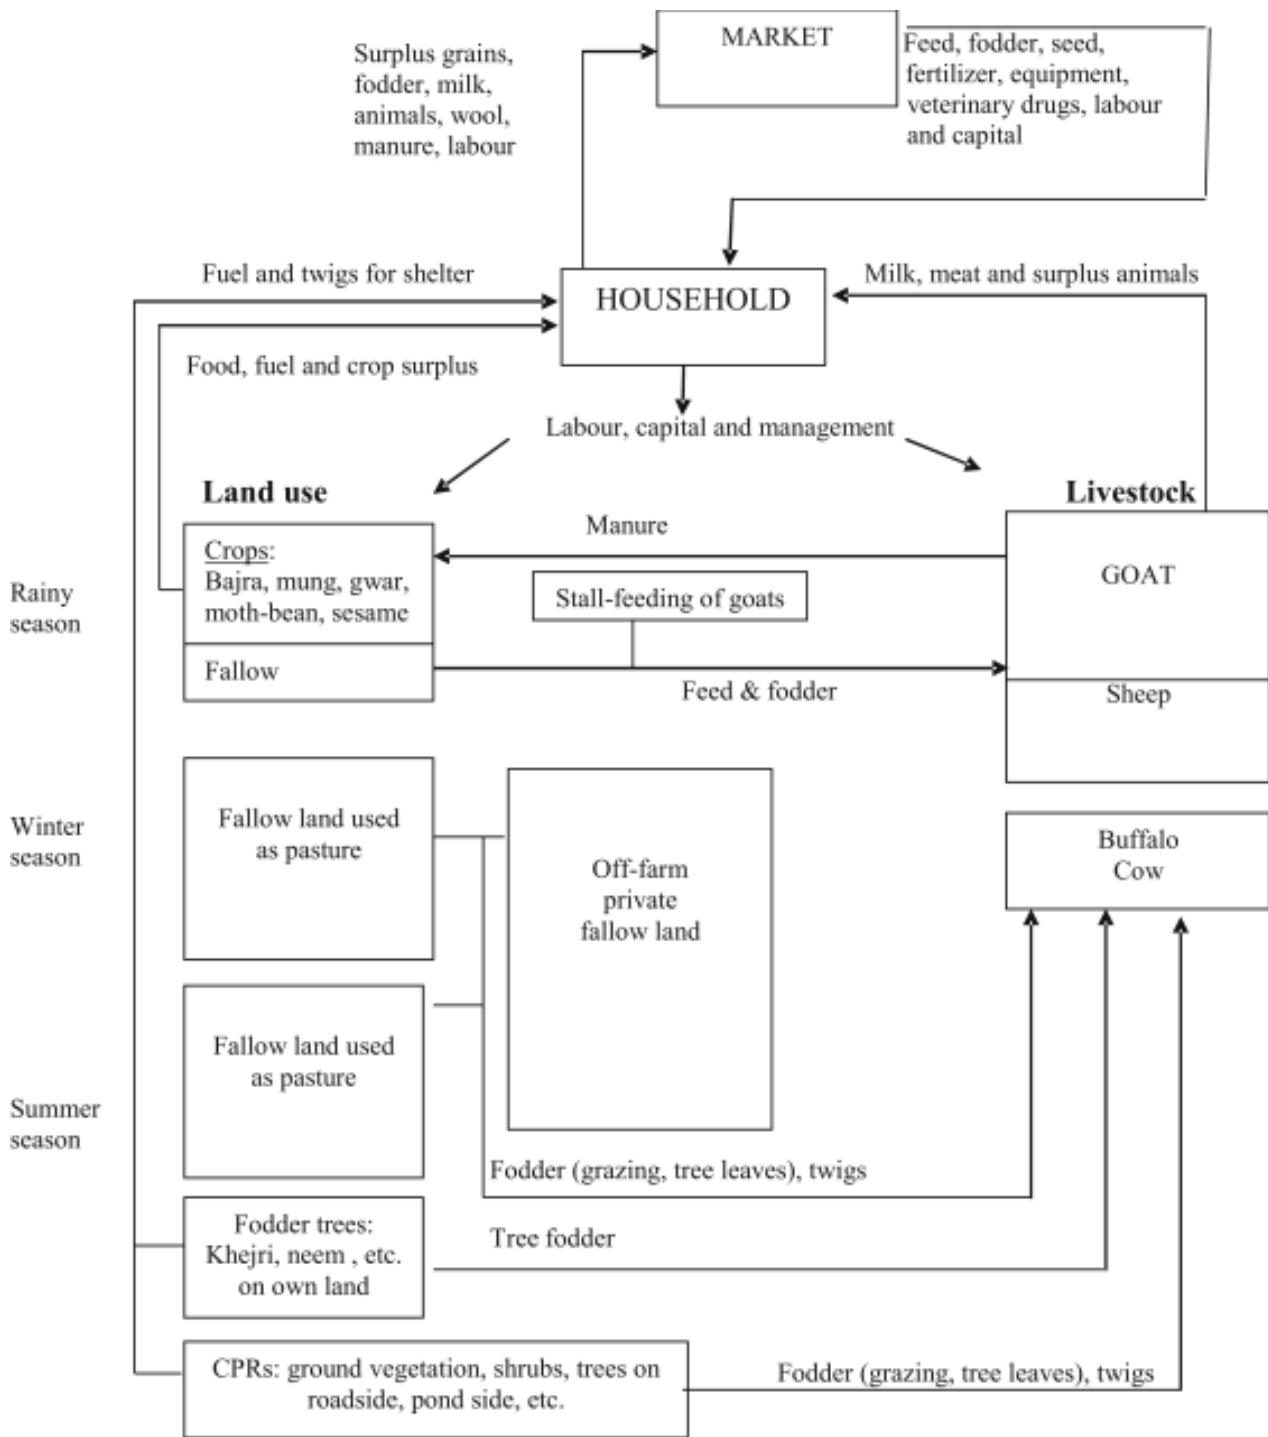 MARKET
Surplus grains,
fodder, milk,
animals, wool,
manure, labour
Feed, fodder, seed,
fertilizer, equipment,
veterinary drugs, labour
and capital
Fuel and twigs for shelter
HOUSEHOLD
Milk, meat and surplus animals
Food, fuel and crop surplus
Labour, capital and management
Land use
Livestock
Rainy
season
Crops:
Bajra, mung, gwar,
moth-bean, sesame
Fallow
Manure
Stall-feeding of goats
Feed & fodder
GOAT
Sheep
Winter
season
Fallow land used
as pasture
Off-farm
private
fallow land
Buffalo
Cow
Summer
season
Fallow land used
as pasture
Fodder (grazing, tree leaves), twigs
Fodder trees:
Khejri, neem , etc.
on own land
Tree fodder
CPRs: ground vegetation, shrubs, trees on
roadside, pond side, etc.
Fodder (grazing, tree leaves), twigs